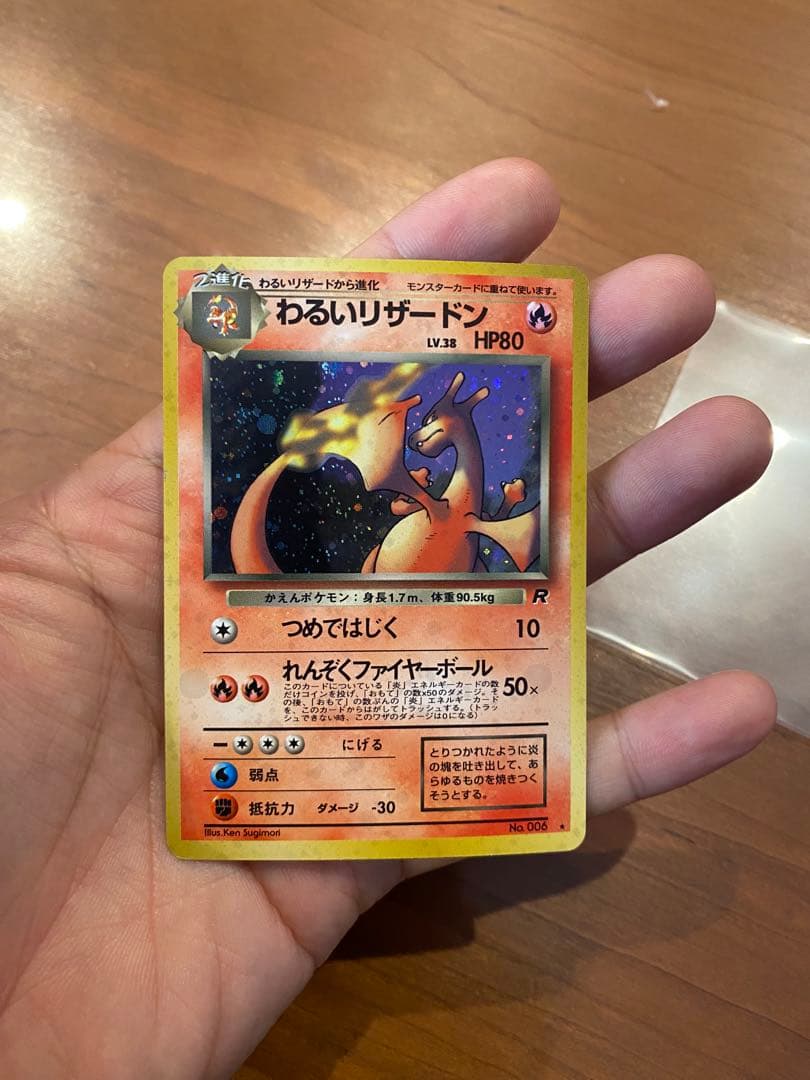 2進化
わるいリザードから進化
モンスターカードに重ねて使います。
わるいリザードン
LV.38 HP80
かえんポケモン：身長1.7m、体重90.5kg
R
つめではじく 10
れんぞくファイヤーボール
このカードについている「炎」エネルギーカードの数
だけコインを投げ、「おもて」の数×50のダメージ。そ
の後、「おもて」の数ぶんの「炎」エネルギーカード
を、このカードからはがしてトラッシュする。（トラッ
シュできない時、このワザのダメージは0になる）
50×
にげる
弱点
抵抗力 ダメージ -30
とりつかれたように炎
の塊を吐き出して、あ
らゆるものを焼きつく
そうとする。
Illus.Ken Sugimori
No. 006 ★